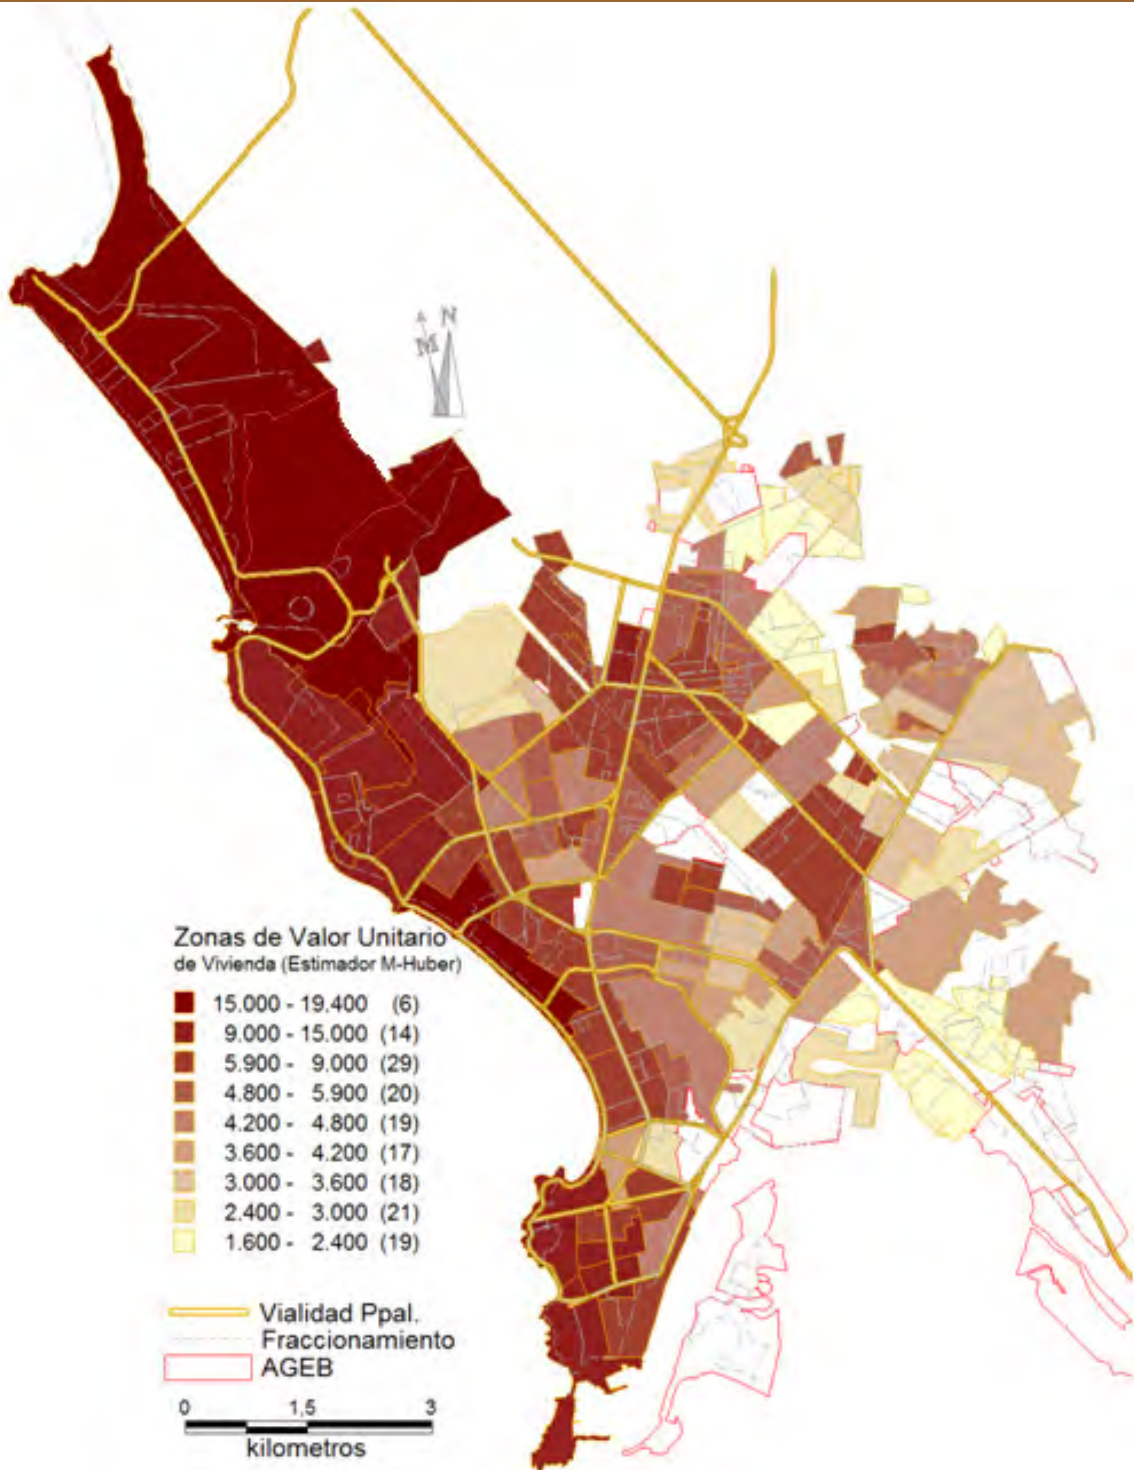 N
M
Zonas de Valor Unitario
de Vivienda (Estimador M-Huber)
15.000 - 19.400 (6)
9.000 - 15.000 (14)
5.900 - 9.000 (29)
4.800 - 5.900 (20)
4.200 - 4.800 (19)
3.600 - 4.200 (17)
3.000 - 3.600 (18)
2.400 - 3.000 (21)
1.600 - 2.400 (19)
Vialidad Ppal.
Fraccionamiento
AGEB
0 1,5 3
kilometros